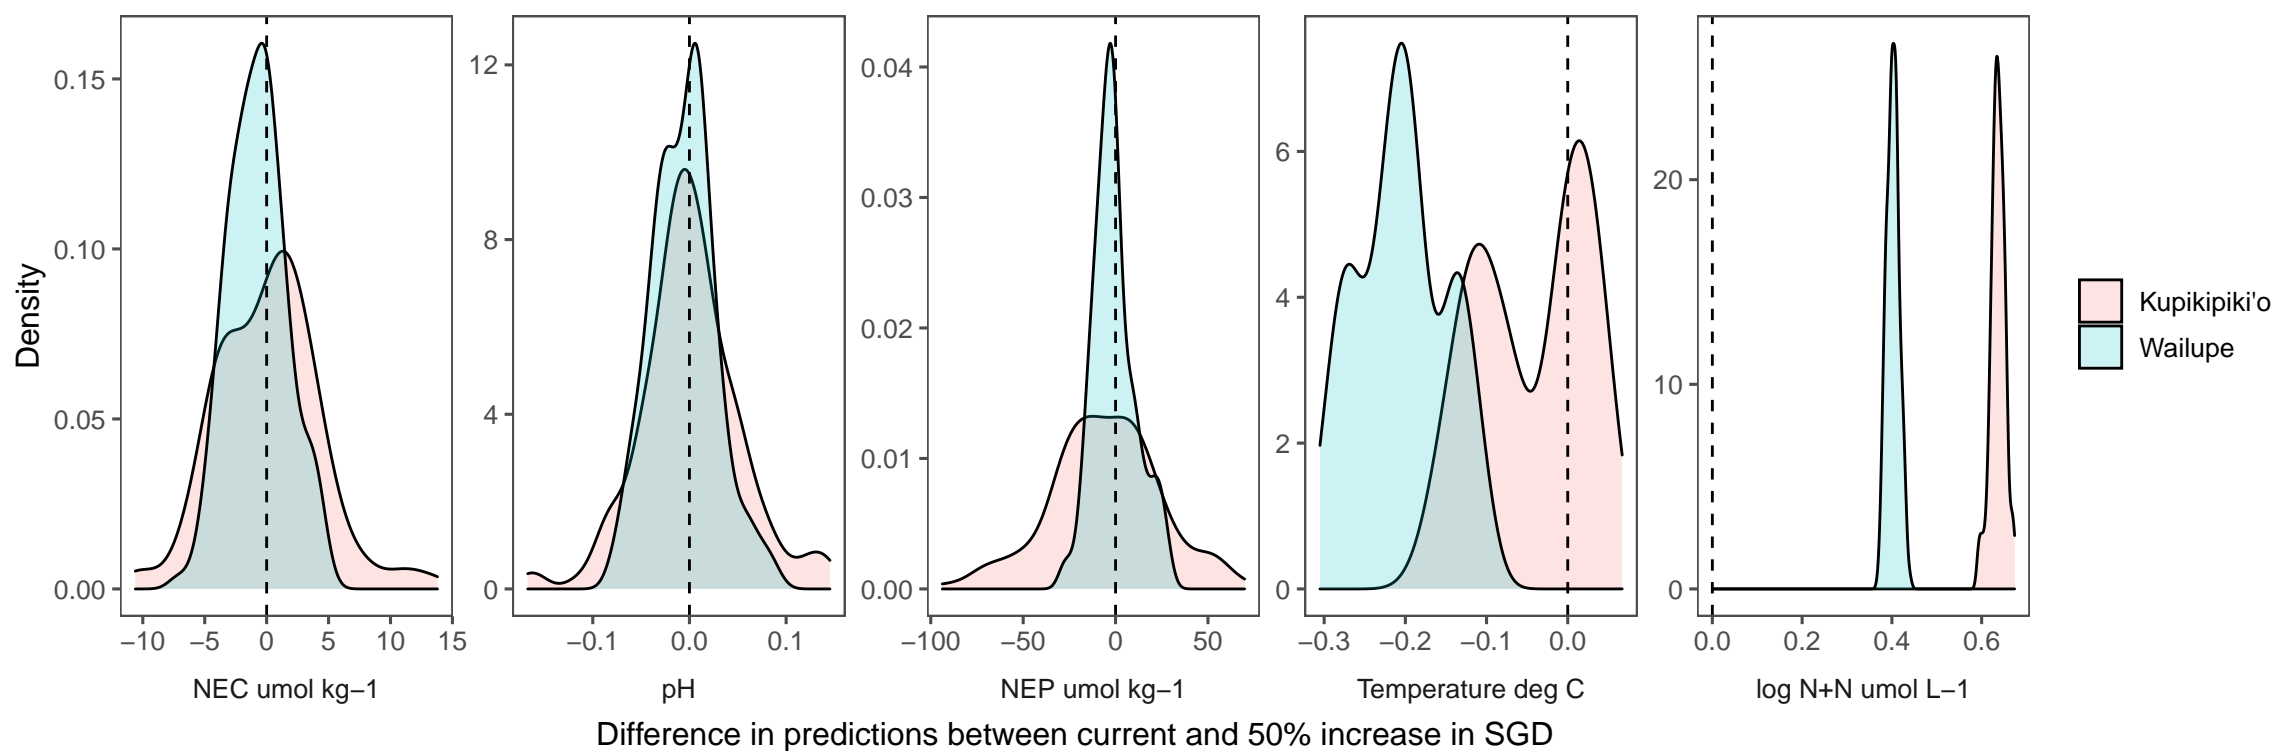 Density
0.15
0.10
0.05
0.00
−10 −5 0 5 10 15
NEC umol kg−1
12
8
4
0
−0.1 0.0 0.1
pH
0.04
0.03
0.02
0.01
0.00
−100 −50 0 50
NEP umol kg−1
6
4
2
0
−0.3 −0.2 −0.1 0.0
Temperature deg C
20
10
0
0.0 0.2 0.4 0.6
log N+N umol L−1
Difference in predictions between current and 50% increase in SGD
Kupikipiki'o
Wailupe